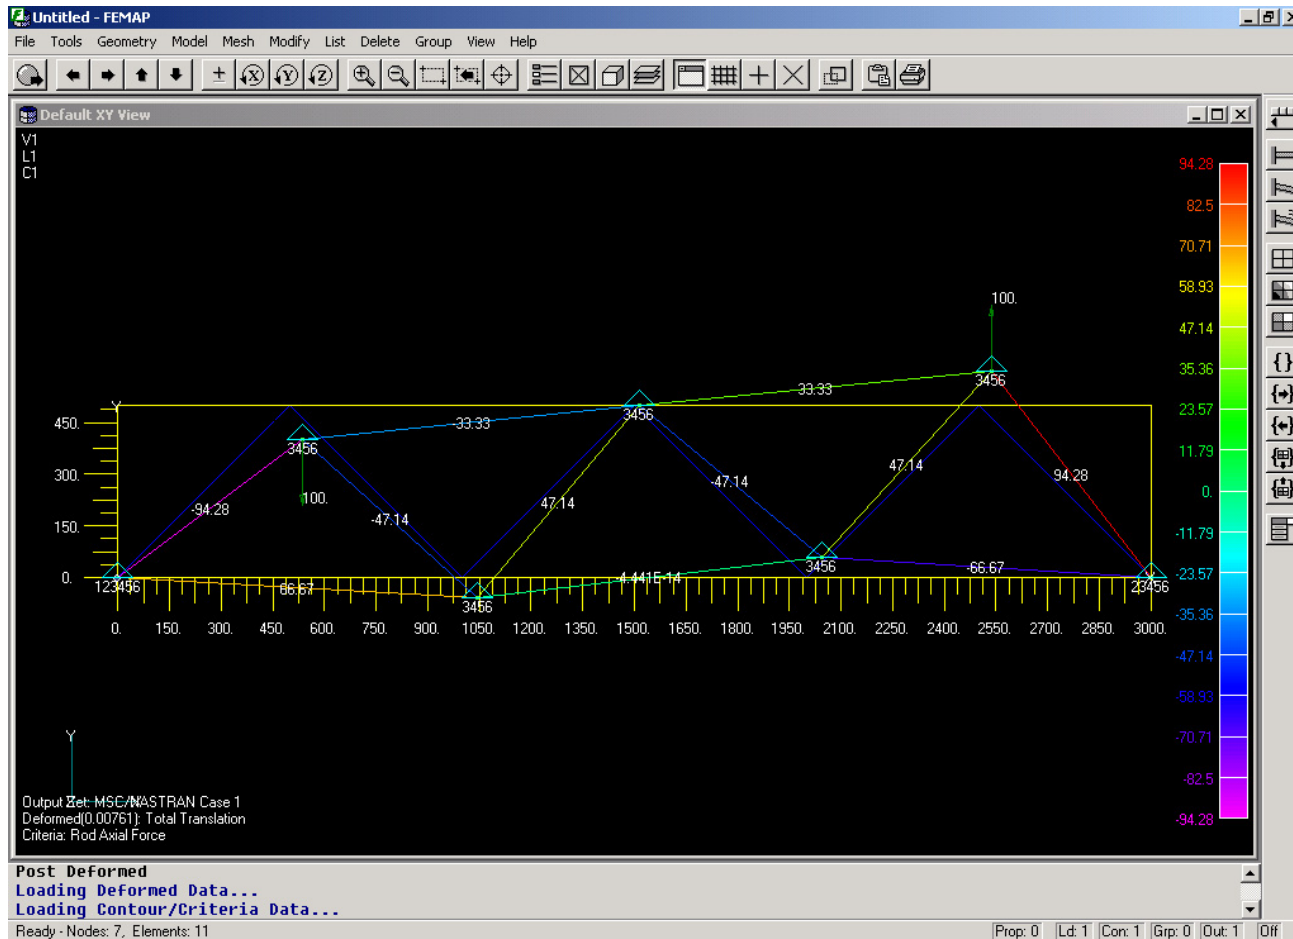 Untitled - FEMAP
File Tools Geometry Model Mesh Modify List Delete Group View Help
Default XY View
V1
L1
C1
94.28
82.5
70.71
58.93
47.14
35.36
23.57
11.79
0.
-11.79
-23.57
-35.36
-47.14
-58.93
-70.71
-82.5
-94.28
100.
3456
33.33
Y
3456
-33.33
3456
450.
300.
150.
0.
100.
-94.28
-47.14
47.14
-47.14
47.14
94.28
123456
66.67
3456
-4.441E-14
3456
-66.67
23456
0. 150. 300. 450. 600. 750. 900. 1050. 1200. 1350. 1500. 1650. 1800. 1950. 2100. 2250. 2400. 2550. 2700. 2850. 3000.
Y
Output Set: MSC/NASTRAN Case 1
Deformed(0.00761): Total Translation
Criteria: Rod Axial Force
Post Deformed
Loading Deformed Data...
Loading Contour/Criteria Data...
Ready - Nodes: 7, Elements: 11
Prop: 0 Ld: 1 Con: 1 Grp: 0 Out: 1 Off